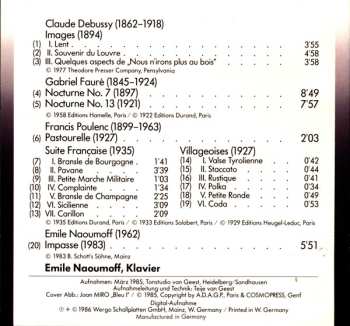 Claude Debussy (1862–1918)
Images (1894)
(1) I. Lent 3'55
(2) II. Souvenir du Louvre 4'58
(3) III. Quelques aspects de „Nous n'irons plus au bois" 3'58
© 1977 Theodore Presser Company, Pennsylvania
Gabriel Fauré (1845–1924)
(4) Nocturne No. 7 (1897) 8'49
(5) Nocturne No. 13 (1921) 7'57
© 1958 Editions Hamelle, Paris / © 1922 Editions Durand, Paris
Francis Poulenc (1899–1963)
(6) Pastourelle (1927) 2'03
Suite Française (1935)
(7) I. Bransle de Bourgogne 1'41
(8) II. Pavane 2'39
(9) III. Petite Marche Militaire 1'03
(10) IV. Complainte 1'34
(11) V. Bransle de Champagne 2'25
(12) VI. Sicilienne 3'09
(13) VII. Carillon 2'09
Villageoises (1927)
(14) I. Valse Tyrolienne 0'42
(15) II. Staccato 0'44
(16) III. Rustique 0'41
(17) IV. Polka 0'34
(18) V. Petite Ronde 0'49
(19) VI. Coda 0'53
© 1935 Editions Durand, Paris / © 1933 Editions Salabert, Paris / © 1929 Editions Heugel-Leduc, Paris
Emile Naoumoff (1962)
(20) Impasse (1983) 5'51
© 1983 B. Schott's Söhne, Mainz
Emile Naoumoff, Klavier
Aufnahmen: März 1985, Tonstudio van Geest, Heidelberg/Sandhausen
Aufnahmeleitung und Technik: Teije van Geest
Cover Abb.: Joan MIRO „Bleu I" / © 1985, Copyright by A.D.A.G.P., Paris & COSMOPRESS, Genf
Digital-Aufnahme
℗ + © 1986 Wergo Schallplatten GmbH, Mainz, W. Germany / Printed in W. Germany
Manufactured in Germany